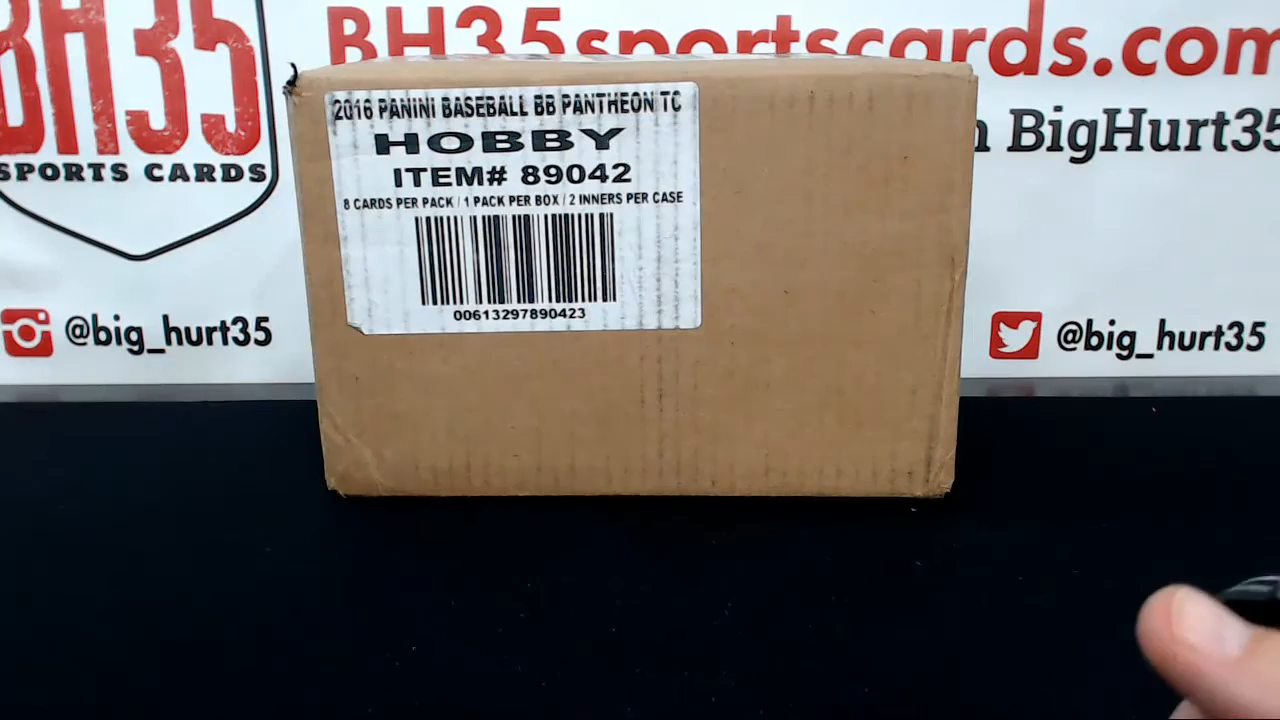 BH35
SPORTS CARDS
BH35sportscards.com
BigHurt35
@big_hurt35
@big_hurt35
2016 PANINI BASEBALL BB PANTHEON TC
HOBBY
ITEM# 89042
8 CARDS PER PACK / 1 PACK PER BOX / 2 INNERS PER CASE
00613297890423